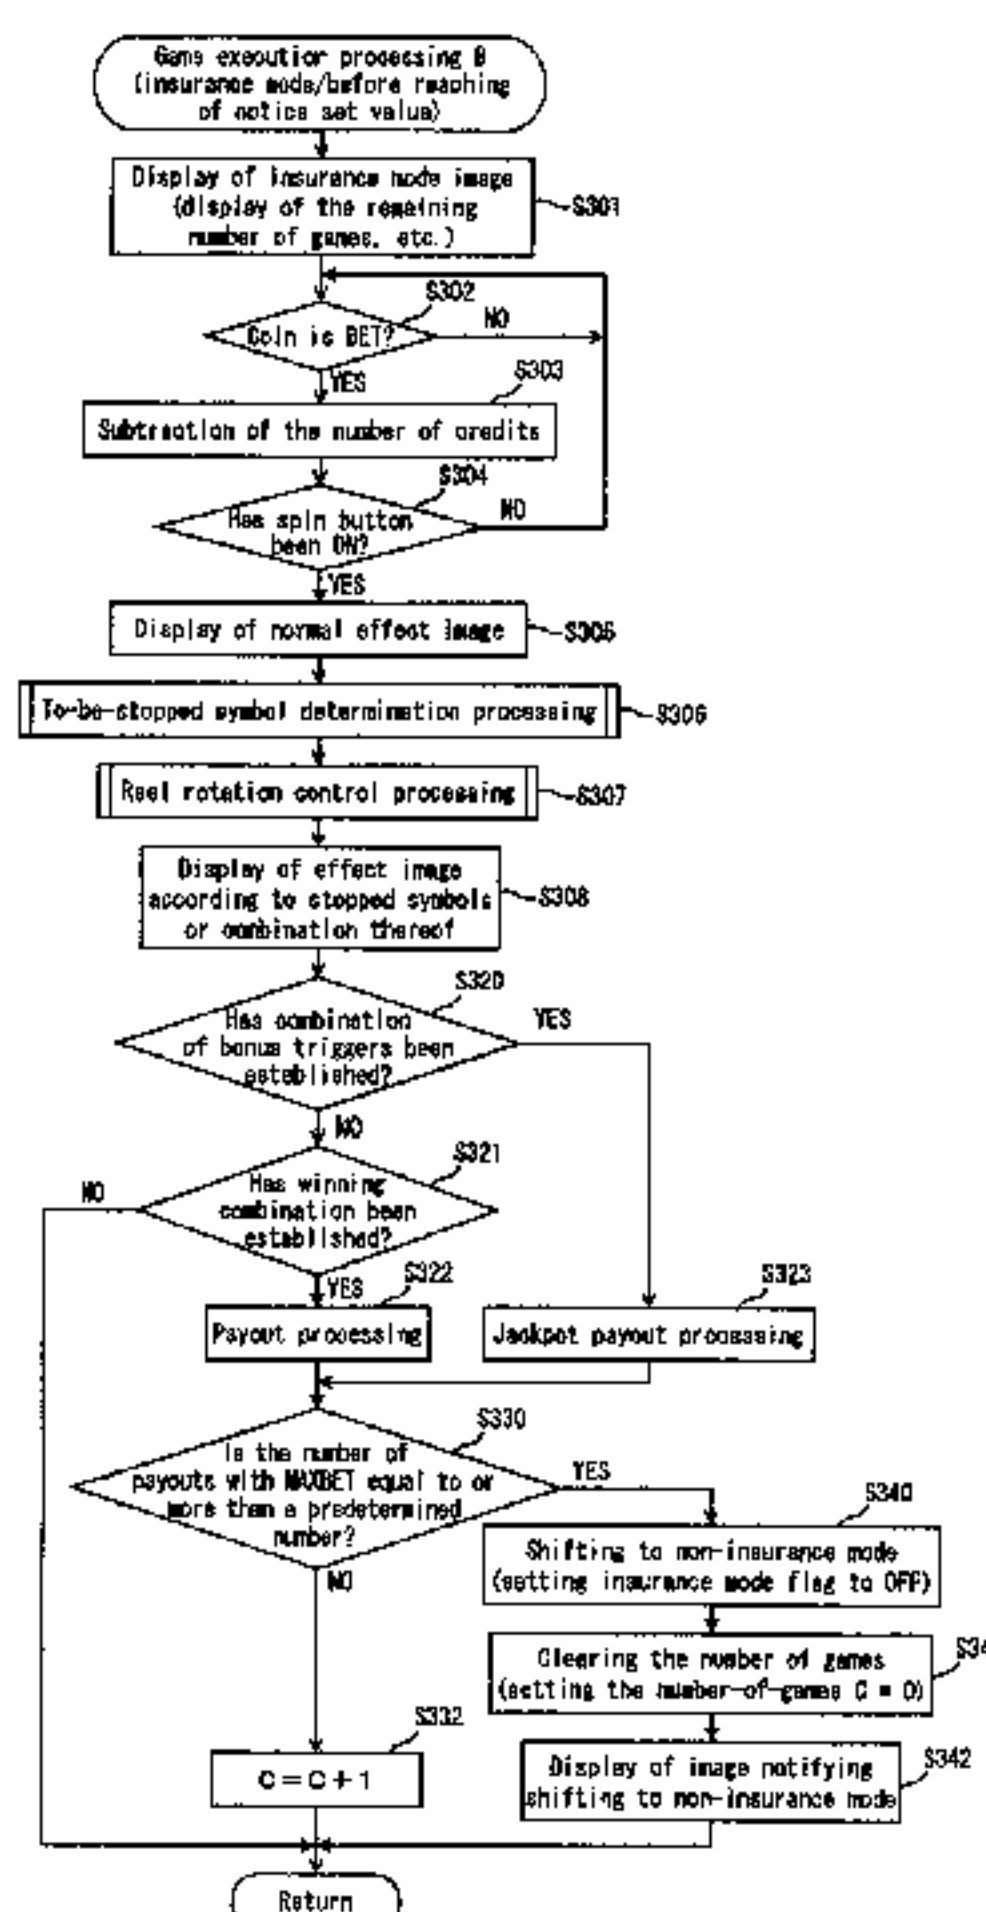 Game execution processing B
(insurance mode/before reaching
of notice set value)
Display of insurance mode image
(display of the remaining
number of games, etc.)
S301
S302
Coin is BET?
NO
YES
S303
Subtraction of the number of credits
S304
Has spin button
been ON?
NO
YES
Display of normal effect image
S305
To-be-stopped symbol determination processing
S306
Reel rotation control processing
S307
Display of effect image
according to stopped symbols
or combination thereof
S308
S320
Has combination
of bonus triggers been
established?
YES
NO
S321
Has winning
combination been
established?
NO
YES
S322
Payout processing
S323
Jackpot payout processing
S330
Is the number of
payouts with MAXBET equal to or
more than a predetermined
number?
YES
NO
S340
Shifting to non-insurance mode
(setting insurance mode flag to OFF)
Clearing the number of games
(setting the number-of-games C = 0)
S332
C = C + 1
Display of image notifying
shifting to non-insurance mode
S342
Return